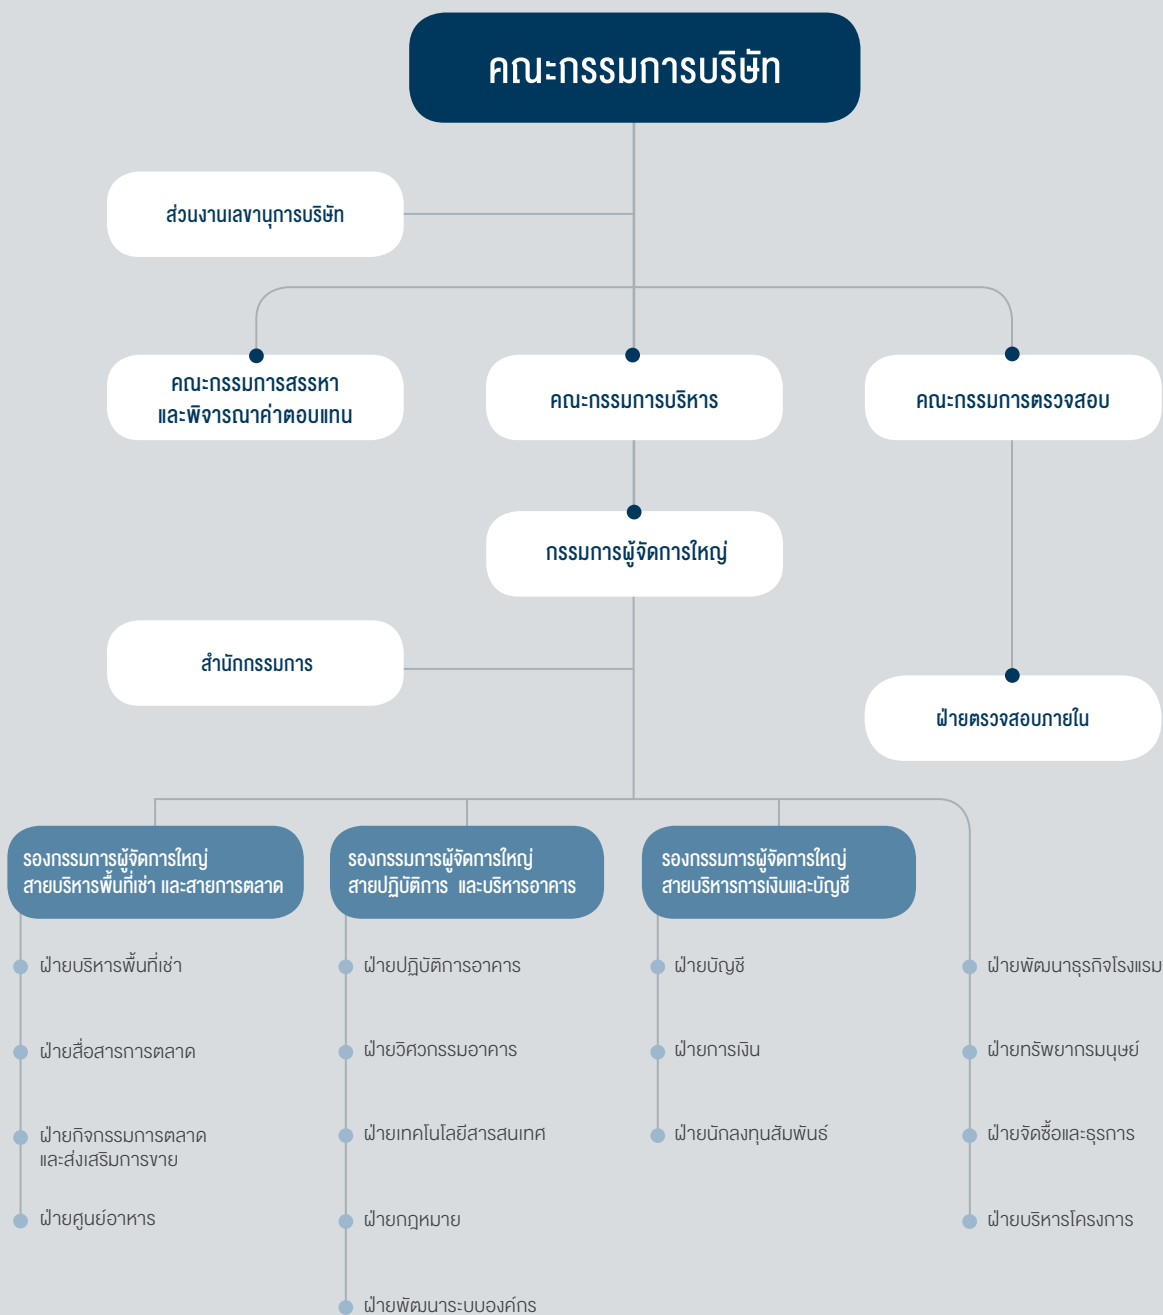 คณะกรรมการบริษัท
ส่วนงานเลขานุการบริษัท
คณะกรรมการสรรหา
และพิจารณาค่าตอบแทน
คณะกรรมการบริหาร
คณะกรรมการตรวจสอบ
กรรมการผู้จัดการใหญ่
สำนักกรรมการ
ฝ่ายตรวจสอบภายใน
รองกรรมการผู้จัดการใหญ่
สายบริหารพื้นที่เช่า และสายการตลาด
ฝ่ายบริหารพื้นที่เช่า
ฝ่ายสื่อสารการตลาด
ฝ่ายกิจกรรมการตลาด
และส่งเสริมการขาย
ฝ่ายศูนย์อาหาร
รองกรรมการผู้จัดการใหญ่
สายปฏิบัติการ และบริหารอาคาร
ฝ่ายปฏิบัติการอาคาร
ฝ่ายวิศวกรรมอาคาร
ฝ่ายเทคโนโลยีสารสนเทศ
ฝ่ายกฎหมาย
ฝ่ายพัฒนาระบบองค์กร
รองกรรมการผู้จัดการใหญ่
สายบริหารการเงินและบัญชี
ฝ่ายบัญชี
ฝ่ายการเงิน
ฝ่ายนักลงทุนสัมพันธ์
ฝ่ายพัฒนาธุรกิจโรงแรม
ฝ่ายทรัพยากรมนุษย์
ฝ่ายจัดซื้อและธุรการ
ฝ่ายบริหารโครงการ